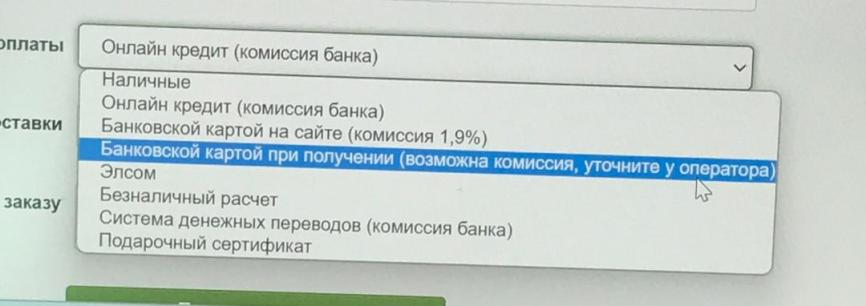 оплаты
Онлайн кредит (комиссия банка)
Наличные
Онлайн кредит (комиссия банка)
Банковской картой на сайте (комиссия 1,9%)
ставки
Банковской картой при получении (возможна комиссия, уточните у оператора)
Элсом
Безналичный расчет
заказу
Система денежных переводов (комиссия банка)
Подарочный сертификат